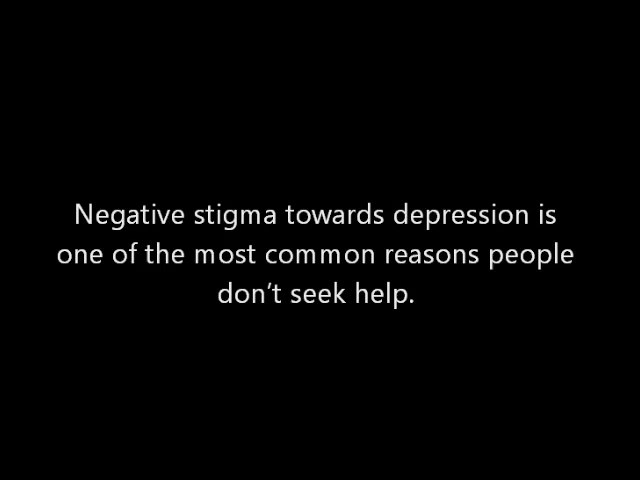 Negative stigma towards depression is
one of the most common reasons people
don’t seek help.